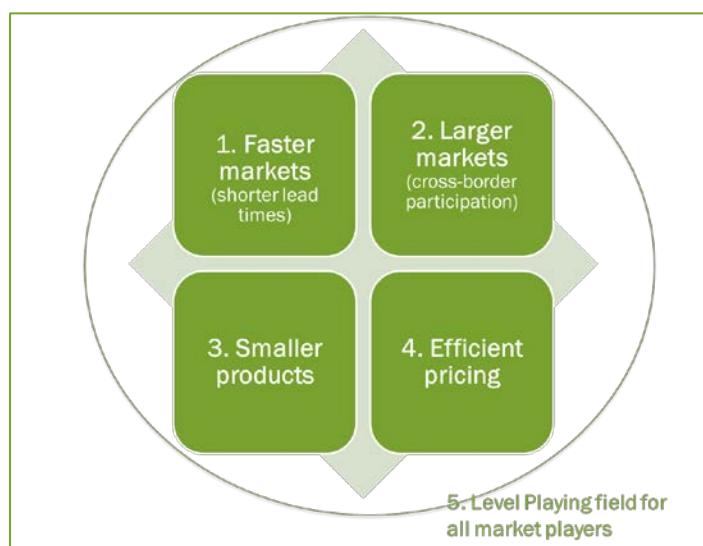 1. Faster
markets
(shorter lead
times)
2. Larger
markets
(cross-border
participation)
3. Smaller
products
4. Efficient
pricing
5. Level Playing field for
all market players